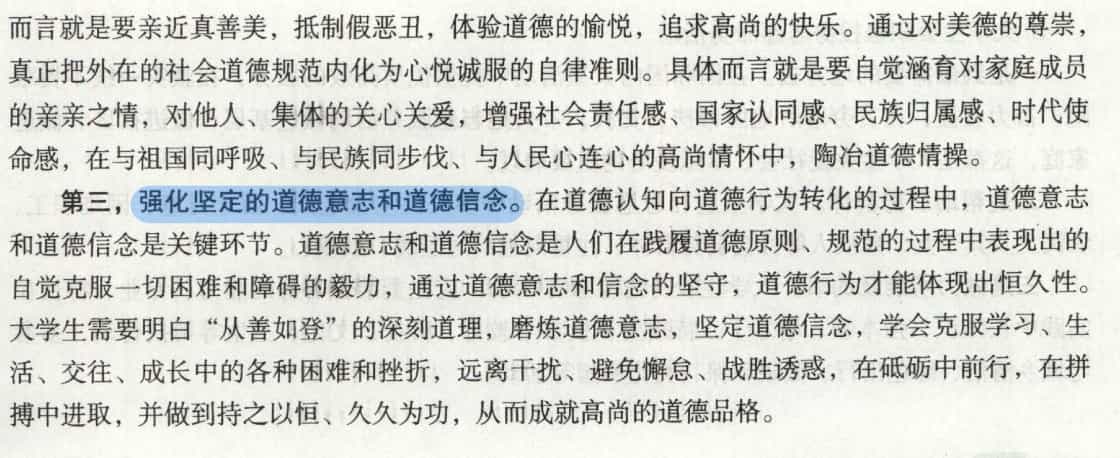 而言就是要亲近真善美，抵制假恶丑，体验道德的愉悦，追求高尚的快乐。通过对美德的尊崇，
真正把外在的社会道德规范内化为心悦诚服的自律准则。具体而言就是要自觉涵育对家庭成员
的亲亲之情，对他人、集体的关心关爱，增强社会责任感、国家认同感、民族归属感、时代使
命感，在与祖国同呼吸、与民族同步伐、与人民心连心的高尚情怀中，陶冶道德情操。
第三，强化坚定的道德意志和道德信念。在道德认知向道德行为转化的过程中，道德意志
和道德信念是关键环节。道德意志和道德信念是人们在践履道德原则、规范的过程中表现出的
自觉克服一切困难和障碍的毅力，通过道德意志和信念的坚守，道德行为才能体现出恒久性。
大学生需要明白“从善如登”的深刻道理，磨炼道德意志、坚定道德信念，学会克服学习、生
活、交往、成长中的各种困难和挫折，远离干扰、避免懈怠、战胜诱惑，在砥砺中前行，在拼
搏中进取，并做到持之以恒、久久为功，从而成就高尚的道德品格。